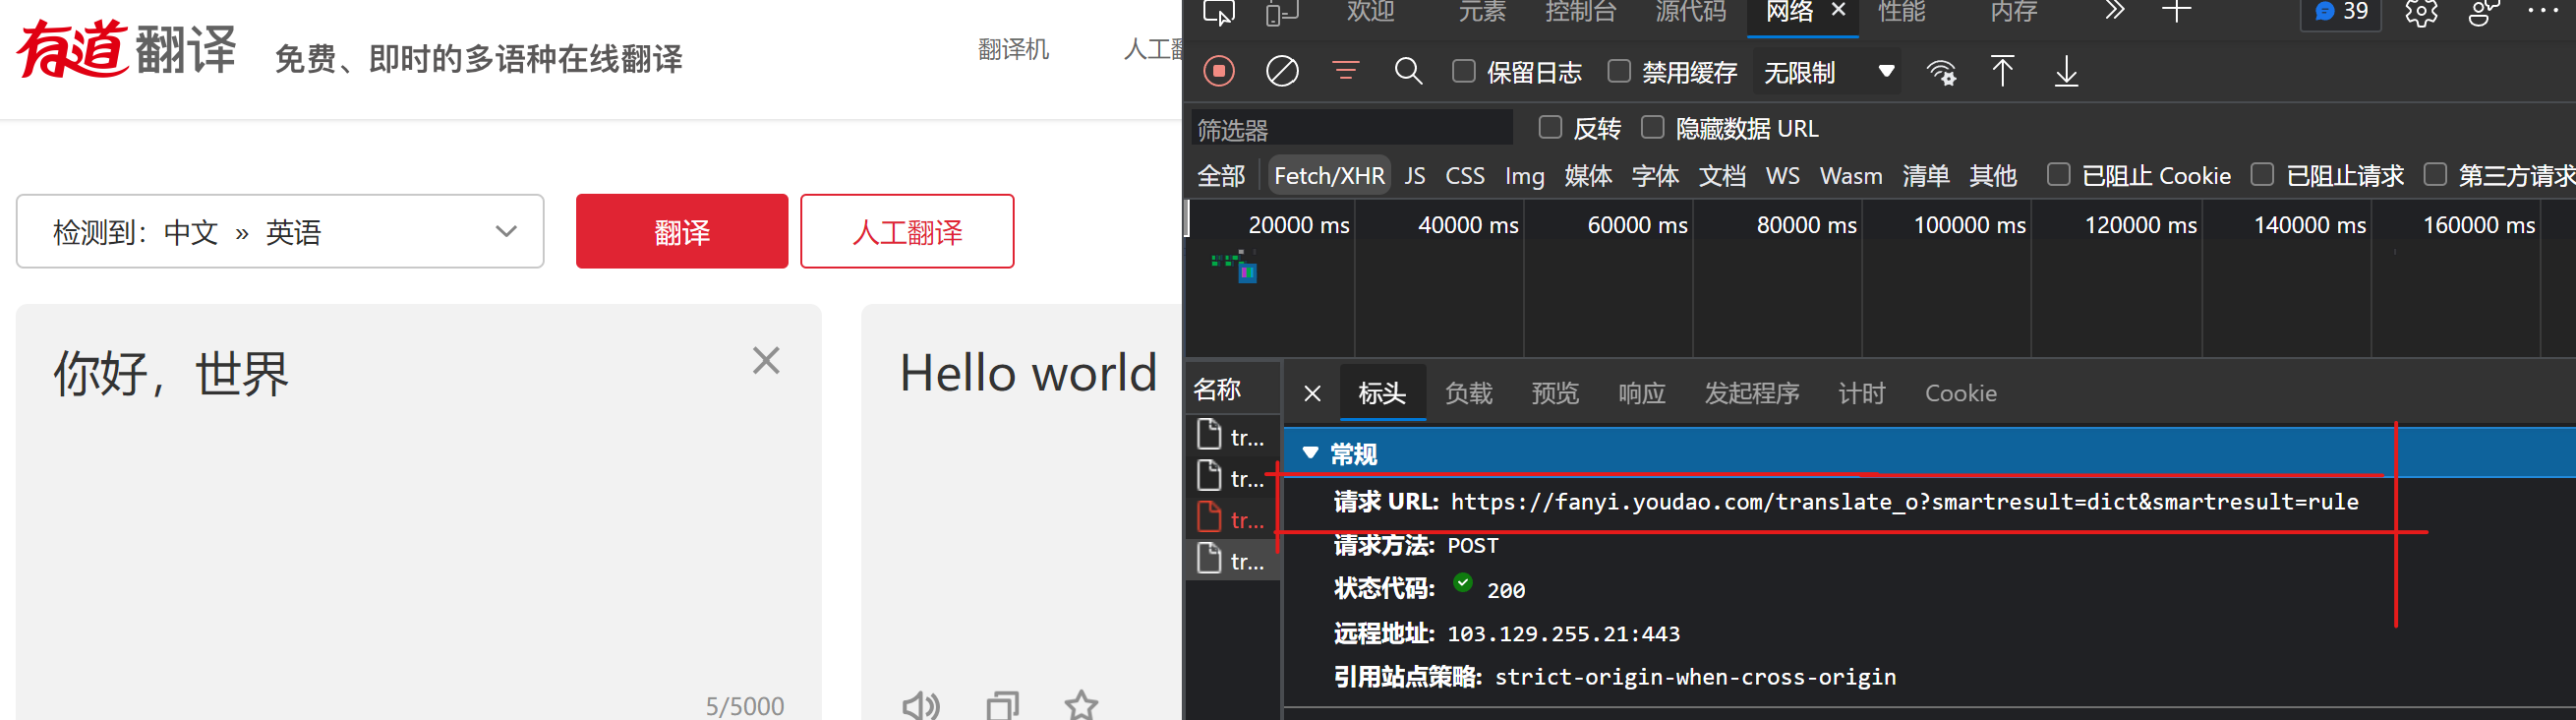 有道翻译 免费、即时的多语种在线翻译 翻译机 人工翻
检测到：中文 » 英语
翻译 人工翻译
你好，世界
5/5000
Hello world
欢迎 元素 控制台 源代码 网络 性能 内存 39
保留日志 禁用缓存 无限制
筛选器 反转 隐藏数据 URL
全部 Fetch/XHR JS CSS Img 媒体 字体 文档 WS Wasm 清单 其他 已阻止 Cookie 已阻止请求 第三方请求
20000 ms 40000 ms 60000 ms 80000 ms 100000 ms 120000 ms 140000 ms 160000 ms
名称
tr...
tr...
tr...
tr...
标头 负载 预览 响应 发起程序 计时 Cookie
常规
请求 URL: https://fanyi.youdao.com/translate_o?smartresult=dict&smartresult=rule
请求方法: POST
状态代码: 200
远程地址: 103.129.255.21:443
引用站点策略: strict-origin-when-cross-origin